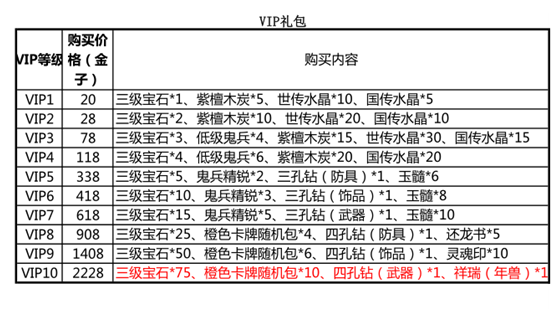 VIP礼包
VIP等级 购买价格（金子） 购买内容
VIP1 20 三级宝石*1、紫檀木炭*5、世传水晶*10、国传水晶*5
VIP2 28 三级宝石*2、紫檀木炭*10、世传水晶*20、国传水晶*10
VIP3 78 三级宝石*3、低级鬼兵*4、紫檀木炭*15、世传水晶*30、国传水晶*15
VIP4 118 三级宝石*4、低级鬼兵*6、紫檀木炭*20、国传水晶*20
VIP5 338 三级宝石*5、鬼兵精锐*2、三孔钻（防具）*1、玉髓*6
VIP6 418 三级宝石*10、鬼兵精锐*3、三孔钻（饰品）*1、玉髓*8
VIP7 618 三级宝石*15、鬼兵精锐*5、三孔钻（武器）*1、玉髓*10
VIP8 908 三级宝石*25、橙色卡牌随机包*4、四孔钻（防具）*1、还龙书*5
VIP9 1408 三级宝石*50、橙色卡牌随机包*6、四孔钻（饰品）*1、灵魂印*10
VIP10 2228 三级宝石*75、橙色卡牌随机包*10、四孔钻（武器）*1、祥瑞（年兽）*1